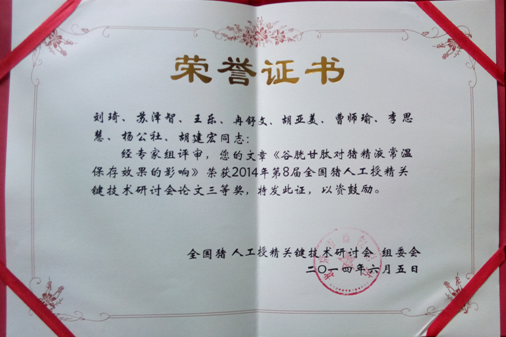 荣誉证书
刘琦、苏泽智、王乐、冉舒文、胡亚美、曹师瑜、李思
慧、杨公社、胡建宏同志：
经专家组评审，您的文章《谷胱甘肽对猪精液常温
保存效果的影响》荣获2014年第8届全国猪人工授精关
键技术研讨会论文三等奖，特发此证，以资鼓励。
全国猪人工授精关键技术研讨会 组委会
二〇一四年六月五日